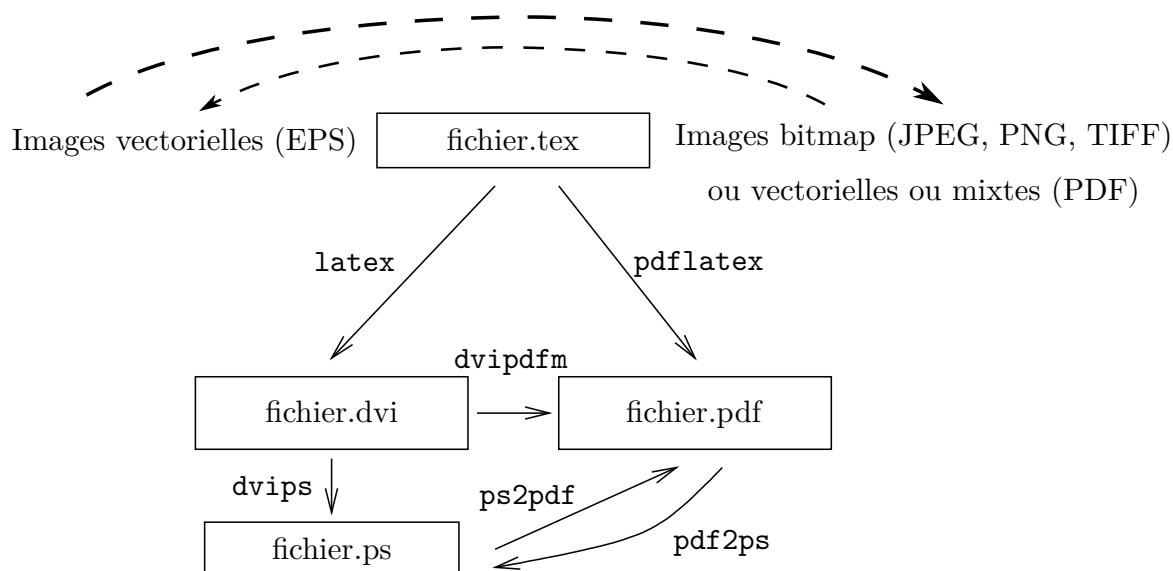 Images vectorielles (EPS)
fichier.tex
Images bitmap (JPEG, PNG, TIFF)
ou vectorielles ou mixtes (PDF)
latex
pdflatex
dvipdfm
fichier.dvi
fichier.pdf
dvips
ps2pdf
pdf2ps
fichier.ps